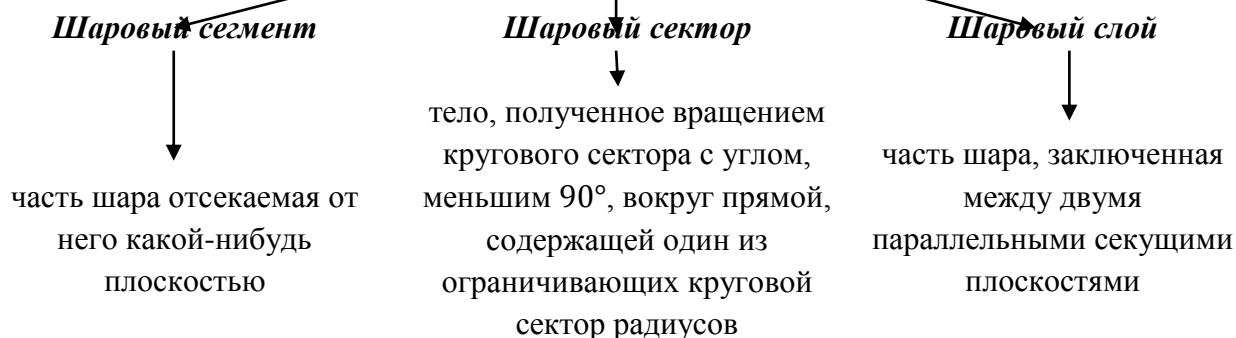 Шаровый сегмент
часть шара отсекаемая от
него какой-нибудь
плоскостью
Шаровый сектор
тело, полученное вращением
кругового сектора с углом,
меньшим 90°, вокруг прямой,
содержащей один из
ограничивающих круговой
сектор радиусов
Шаровый слой
часть шара, заключенная
между двумя
параллельными секущими
плоскостями